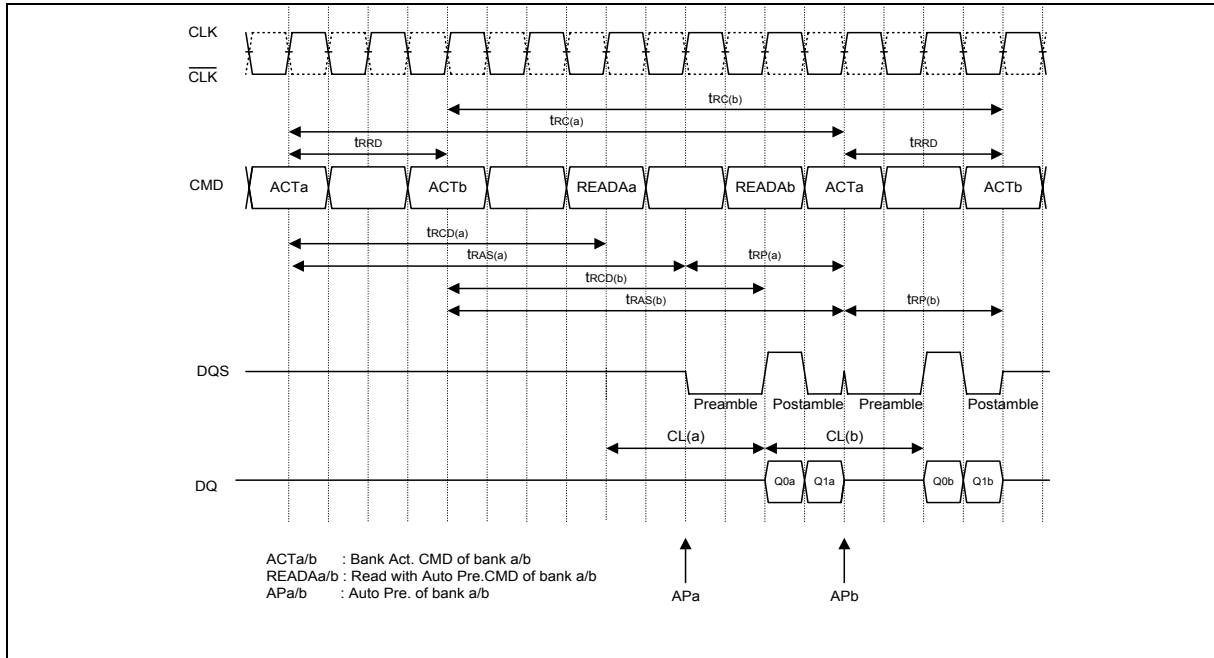 CLK
CLK
tRC(b)
tRC(a)
tRRD tRRD
CMD ACTa ACTb READAa READAb ACTa ACTb
tRCD(a)
tRAS(a) tRP(a)
tRCD(b)
tRAS(b) tRP(b)
DQS
Preamble Postamble Preamble Postamble
CL(a) CL(b)
DQ Q0a Q1a Q0b Q1b
ACTa/b : Bank Act. CMD of bank a/b
READAa/b : Read with Auto Pre.CMD of bank a/b
APa/b : Auto Pre. of bank a/b
APa APb